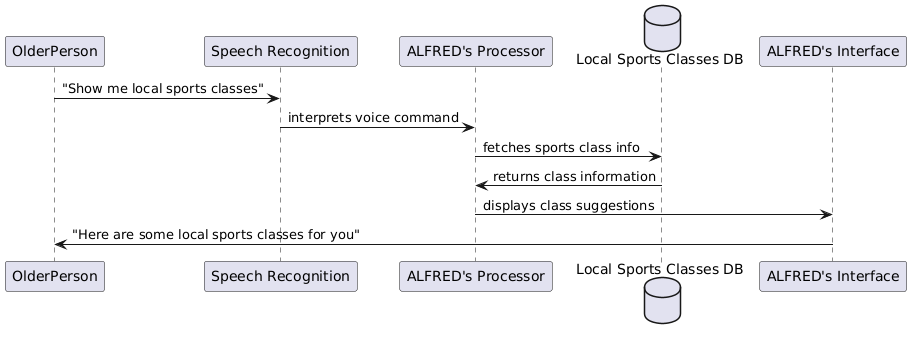 OlderPerson
Speech Recognition
ALFRED's Processor
Local Sports Classes DB
ALFRED's Interface
"Show me local sports classes"
interprets voice command
fetches sports class info
returns class information
displays class suggestions
"Here are some local sports classes for you"
OlderPerson
Speech Recognition
ALFRED's Processor
Local Sports Classes DB
ALFRED's Interface